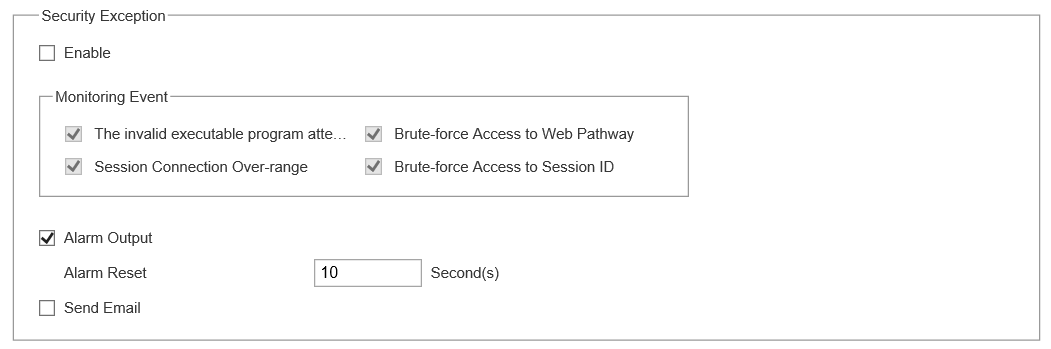 Security Exception
Enable
Monitoring Event
The invalid executable program atte... Brute-force Access to Web Pathway
Session Connection Over-range Brute-force Access to Session ID
Alarm Output
Alarm Reset 10 Second(s)
Send Email